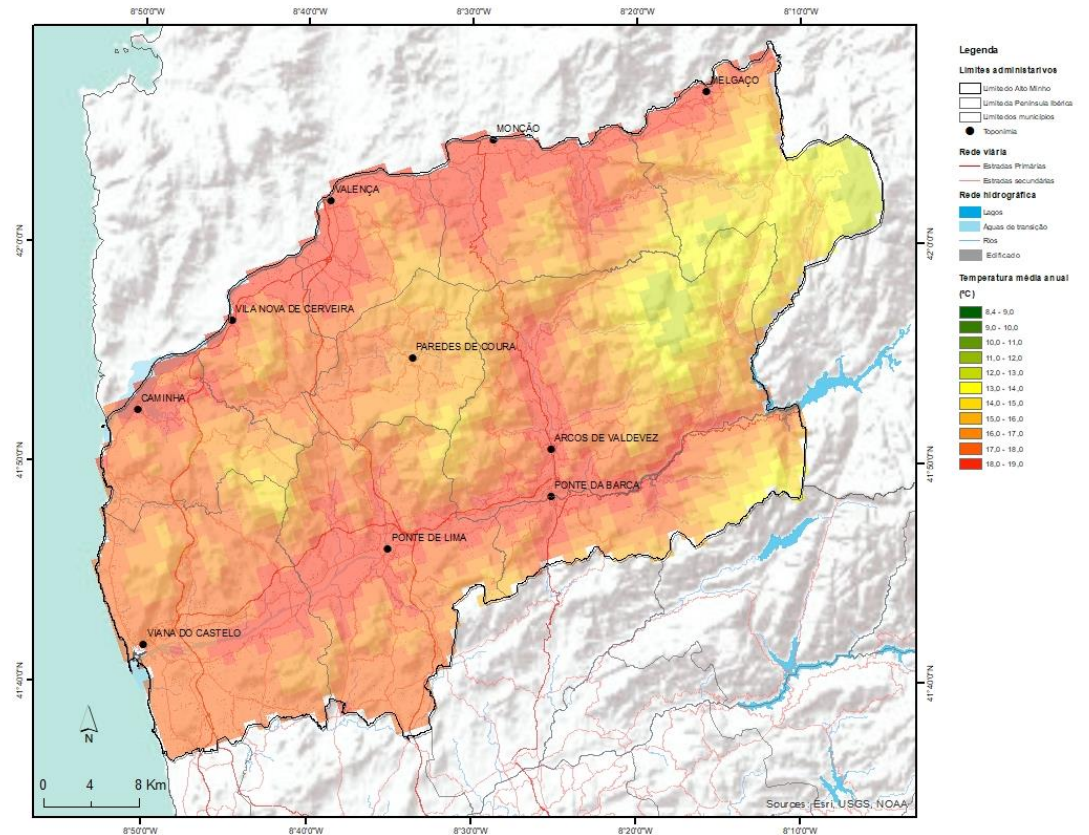 8°50'0"W 8°40'0"W 8°30'0"W 8°20'0"W 8°10'0"W
MELGAÇO
MONÇÃO
VALENÇA
42°0'0"N 42°0'0"N
VILA NOVA DE CERVEIRA
PAREDES DE COURA
CAMINHA
ARCOS DE VALDEVEZ
41°50'0"N 41°50'0"N
PONTE DA BARCA
PONTE DE LIMA
VIANA DO CASTELO
41°40'0"N 41°40'0"N
N
0 4 8 Km
Sources: Esri, USGS, NOAA
8°50'0"W 8°40'0"W 8°30'0"W 8°20'0"W 8°10'0"W
Legenda
Limites administarivos
Limite do Alto Minho
Limite da Península Ibérica
Limite dos municípios
Toponímia
Rede viária
Estradas Primárias
Estradas secundárias
Rede hidrográfica
Lagos
Águas de transição
Rios
Edificado
Temperatura média anual
(ºC)
8,4 - 9,0
9,0 - 10,0
10,0 - 11,0
11,0 - 12,0
12,0 - 13,0
13,0 - 14,0
14,0 - 15,0
15,0 - 16,0
16,0 - 17,0
17,0 - 18,0
18,0 - 19,0